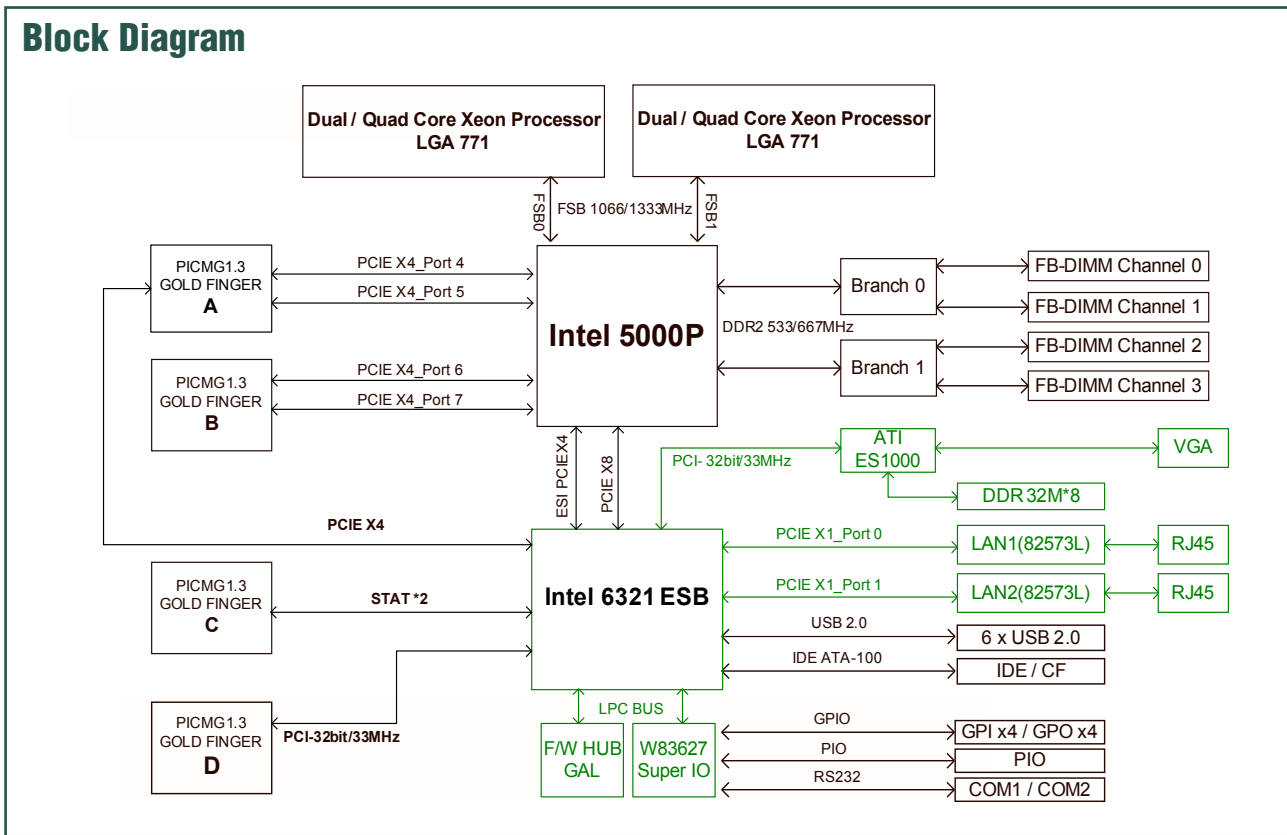 Block Diagram
Dual / Quad Core Xeon Processor
LGA 771
Dual / Quad Core Xeon Processor
LGA 771
FSB0
FSB 1066/1333MHz
FSB1
PICMG1.3
GOLD FINGER
A
PCIE X4_Port 4
PCIE X4_Port 5
Intel 5000P
DDR2 533/667MHz
Branch 0
FB-DIMM Channel 0
FB-DIMM Channel 1
Branch 1
FB-DIMM Channel 2
FB-DIMM Channel 3
PICMG1.3
GOLD FINGER
B
PCIE X4_Port 6
PCIE X4_Port 7
ESI PCIEX4
PCIE X8
PCI- 32bit/33MHz
ATI
ES1000
VGA
DDR 32M*8
PCIE X4
PCIE X1_Port 0
LAN1(82573L)
RJ45
PICMG1.3
GOLD FINGER
C
STAT *2
Intel 6321 ESB
PCIE X1_Port 1
LAN2(82573L)
RJ45
USB 2.0
6 x USB 2.0
IDE ATA-100
IDE / CF
PICMG1.3
GOLD FINGER
D
PCI-32bit/33MHz
LPC BUS
F/W HUB
GAL
W83627
Super IO
GPIO
GPI x4 / GPO x4
PIO
PIO
RS232
COM1 / COM2